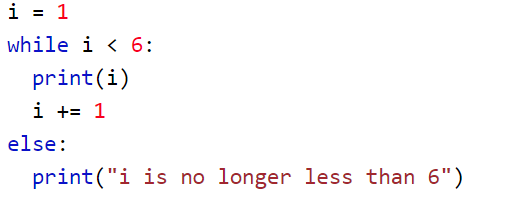 i = 1
while i < 6:
  print(i)
  i += 1
else:
  print("i is no longer less than 6")